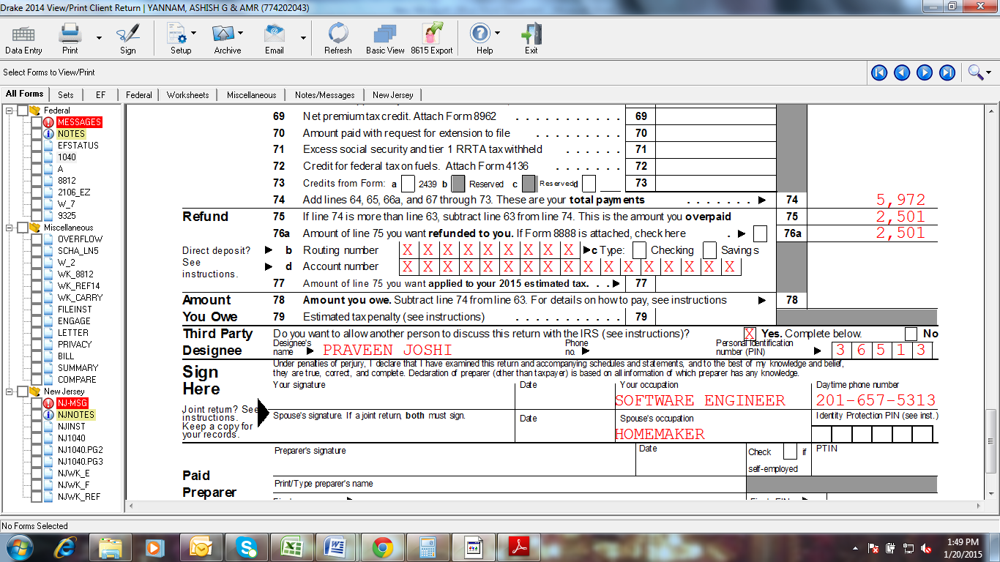 Drake 2014 View/Print Client Return | YANNAM, ASHISH G & AMR (774202043)
Data Entry Print Sign Setup Archive Email Refresh Basic View 8615 Export Help Exit
Select Forms to View/Print
All Forms Sets EF Federal Worksheets Miscellaneous Notes/Messages New Jersey
Federal
MESSAGES
NOTES
EFSTATUS
1040
A
8812
2106_EZ
W_7
9325
Miscellaneous
OVERFLOW
SCHA_LN5
W_2
WK_8812
WK_REF14
WK_CARRY
FILEINST
ENGAGE
LETTER
PRIVACY
BILL
SUMMARY
COMPARE
New Jersey
NJ-MSG
NJNOTES
NJINST
NJ1040
NJ1040.PG2
NJ1040.PG3
NJWK_E
NJWK_F
NJWK_REF
69 Net premium tax credit. Attach Form 8962 . . . . . . . . . . 69
70 Amount paid with request for extension to file . . . . . . . . 70
71 Excess social security and tier 1 RRTA tax withheld . . . . . . 71
72 Credit for federal tax on fuels. Attach Form 4136 . . . . . . . 72
73 Credits from Form: a 2439 b Reserved c Reserved d 73
74 Add lines 64, 65, 66a, and 67 through 73. These are your total payments . . . . . . . 74 5,972
Refund 75 If line 74 is more than line 63, subtract line 63 from line 74. This is the amount you overpaid 75 2,501
76a Amount of line 75 you want refunded to you. If Form 8888 is attached, check here . 76a 2,501
Direct deposit? See instructions.
b Routing number X X X X X X X X X c Type: Checking Savings
d Account number X X X X X X X X X X X X X X X X X
77 Amount of line 75 you want applied to your 2015 estimated tax. . . 77
Amount You Owe
78 Amount you owe. Subtract line 74 from line 63. For details on how to pay, see instructions 78
79 Estimated tax penalty (see instructions) . . . . . . . . . . . 79
Third Party Designee
Do you want to allow another person to discuss this return with the IRS (see instructions)? X Yes. Complete below. No
Designee's name PRAVEEN JOSHI Phone no. Personal identification number (PIN) 3 6 5 1 3
Sign Here
Under penalties of perjury, I declare that I have examined this return and accompanying schedules and statements, and to the best of my knowledge and belief,
they are true, correct, and complete. Declaration of preparer (other than taxpayer) is based on all information of which preparer has any knowledge.
Joint return? See instructions. Keep a copy for your records.
Your signature Date Your occupation Daytime phone number
SOFTWARE ENGINEER 201-657-5313
Spouse's signature. If a joint return, both must sign. Date Spouse's occupation Identity Protection PIN (see inst.)
HOMEMAKER
Paid Preparer
Preparer's signature Date Check if self-employed PTIN
Print/Type preparer's name
No Forms Selected
1:49 PM
1/20/2015